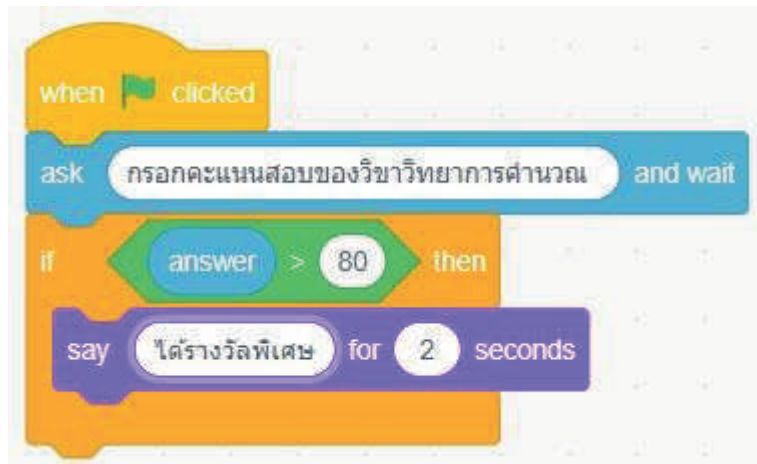 when clicked
ask กรอกคะแนนสอบของวิชาวิทยาการคำนวณ and wait
if answer > 80 then
say ได้รางวัลพิเศษ for 2 seconds